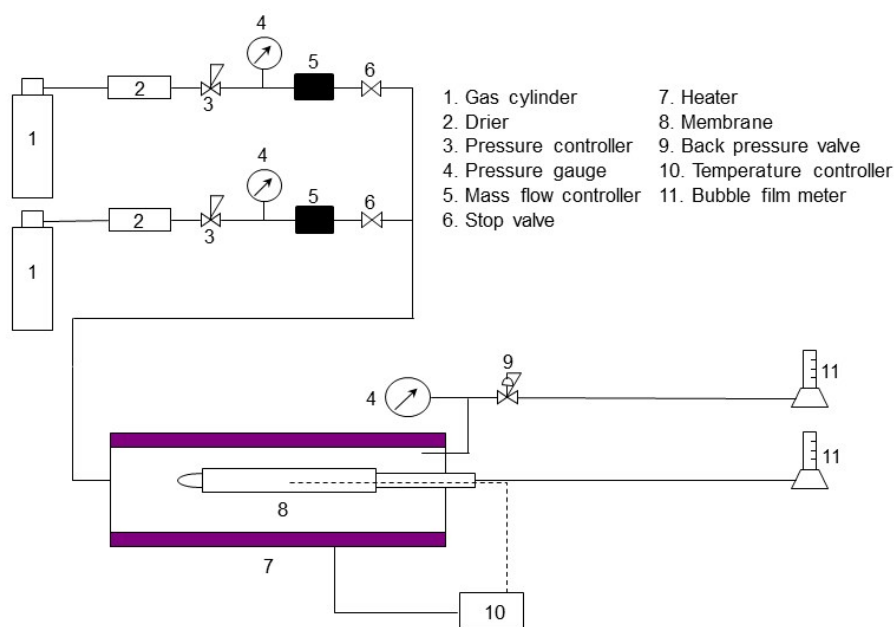 4
5
6
2
3
1
4
5
6
2
3
1
1. Gas cylinder
2. Drier
3. Pressure controller
4. Pressure gauge
5. Mass flow controller
6. Stop valve
7. Heater
8. Membrane
9. Back pressure valve
10. Temperature controller
11. Bubble film meter
9
11
4
11
8
7
10